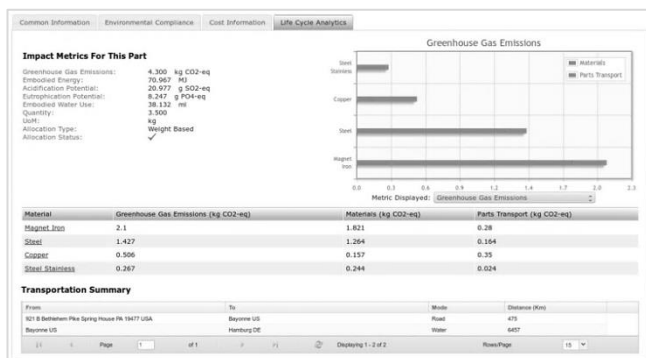 Common Information Environmental Compliance Cost Information Life Cycle Analytics
Impact Metrics For This Part
Greenhouse Gas Emissions: 4.300 kg CO2-eq
Embodied Energy: 70.967 MJ
Acidification Potential: 20.977 g SO2-eq
Eutrophication Potential: 8.247 g PO4-eq
Embodied Water Use: 38.132 ml
Quantity: 3.500
UoM: kg
Allocation Type: Weight Based
Allocation Status: ✓
Greenhouse Gas Emissions
Materials
Parts Transport
Steel
Stainless
Copper
Steel
Magnet
Iron
0.0 0.3 0.6 0.9 1.2 1.4 1.7 2.0 2.3
Metric Displayed: Greenhouse Gas Emissions
Material Greenhouse Gas Emissions (kg CO2-eq) Materials (kg CO2-eq) Parts Transport (kg CO2-eq)
Magnet Iron 2.1 1.821 0.28
Steel 1.427 1.264 0.164
Copper 0.506 0.157 0.35
Steel Stainless 0.267 0.244 0.024
Transportation Summary
From To Mode Distance (Km)
921 B Bethlehem Pike Spring House PA 19477 USA Bayonne US Road 475
Bayonne US Hamburg DE Water 6457
Page 1 of 1 Displaying 1 - 2 of 2 Rows/Page 15